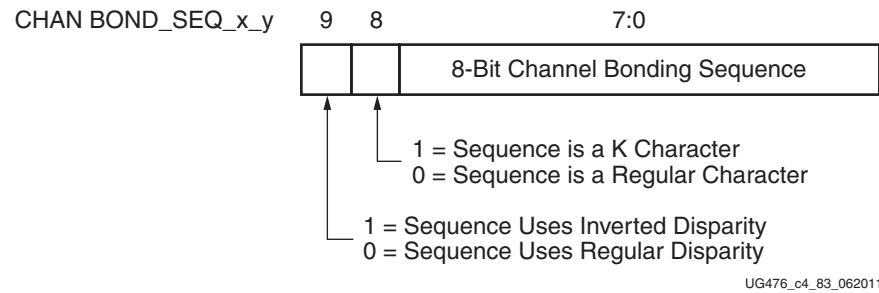 CHAN BOND_SEQ_x_y 9 8 7:0
8-Bit Channel Bonding Sequence
1 = Sequence is a K Character
0 = Sequence is a Regular Character
1 = Sequence Uses Inverted Disparity
0 = Sequence Uses Regular Disparity
UG476_c4_83_062011